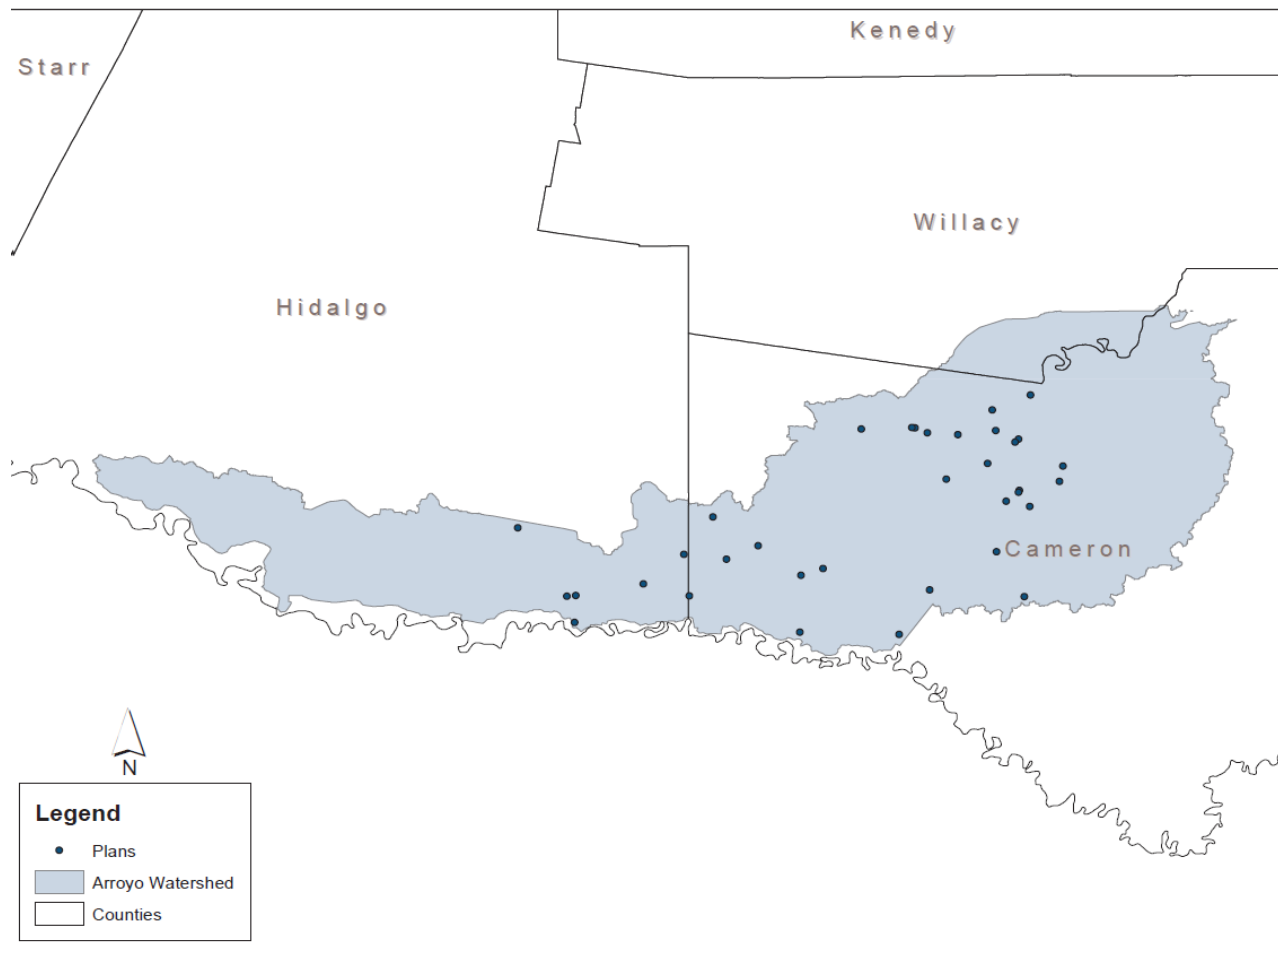 Kenedy
Starr
Willacy
Hidalgo
Cameron
N
Legend
Plans
Arroyo Watershed
Counties